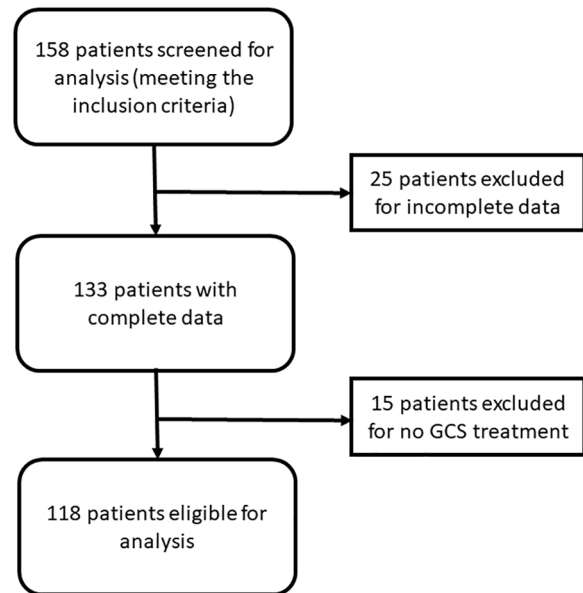 158 patients screened for
analysis (meeting the
inclusion criteria)
25 patients excluded
for incomplete data
133 patients with
complete data
15 patients excluded
for no GCS treatment
118 patients eligible for
analysis